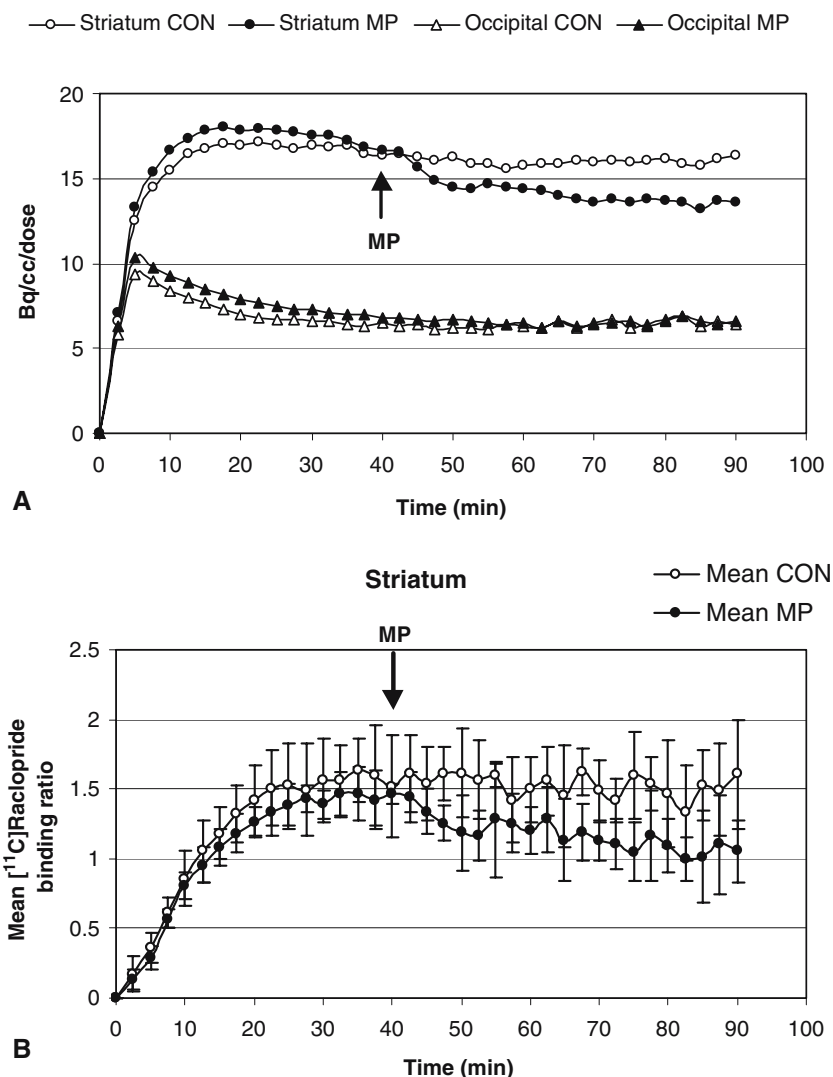 Striatum CON Striatum MP Occipital CON Occipital MP
20
15
10
5
0
Bq/cc/dose
MP
0 10 20 30 40 50 60 70 80 90 100
Time (min)
A
Striatum
Mean CON
Mean MP
MP
2.5
2
1.5
1
0.5
0
Mean [¹¹C]Raclopride
binding ratio
0 10 20 30 40 50 60 70 80 90 100
Time (min)
B